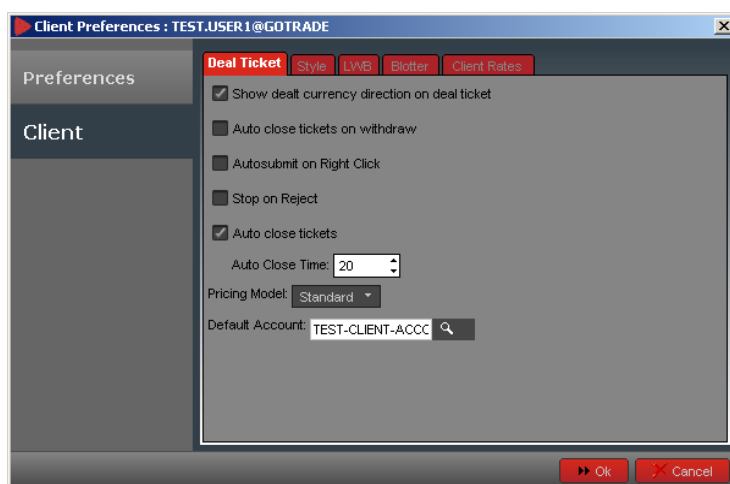 Client Preferences : TEST.USER1@GOTRADE
Preferences
Client
Deal Ticket Style LWB Blotter Client Rates
Show dealt currency direction on deal ticket
Auto close tickets on withdraw
Autosubmit on Right Click
Stop on Reject
Auto close tickets
Auto Close Time: 20
Pricing Model: Standard
Default Account: TEST-CLIENT-ACCC
Ok Cancel